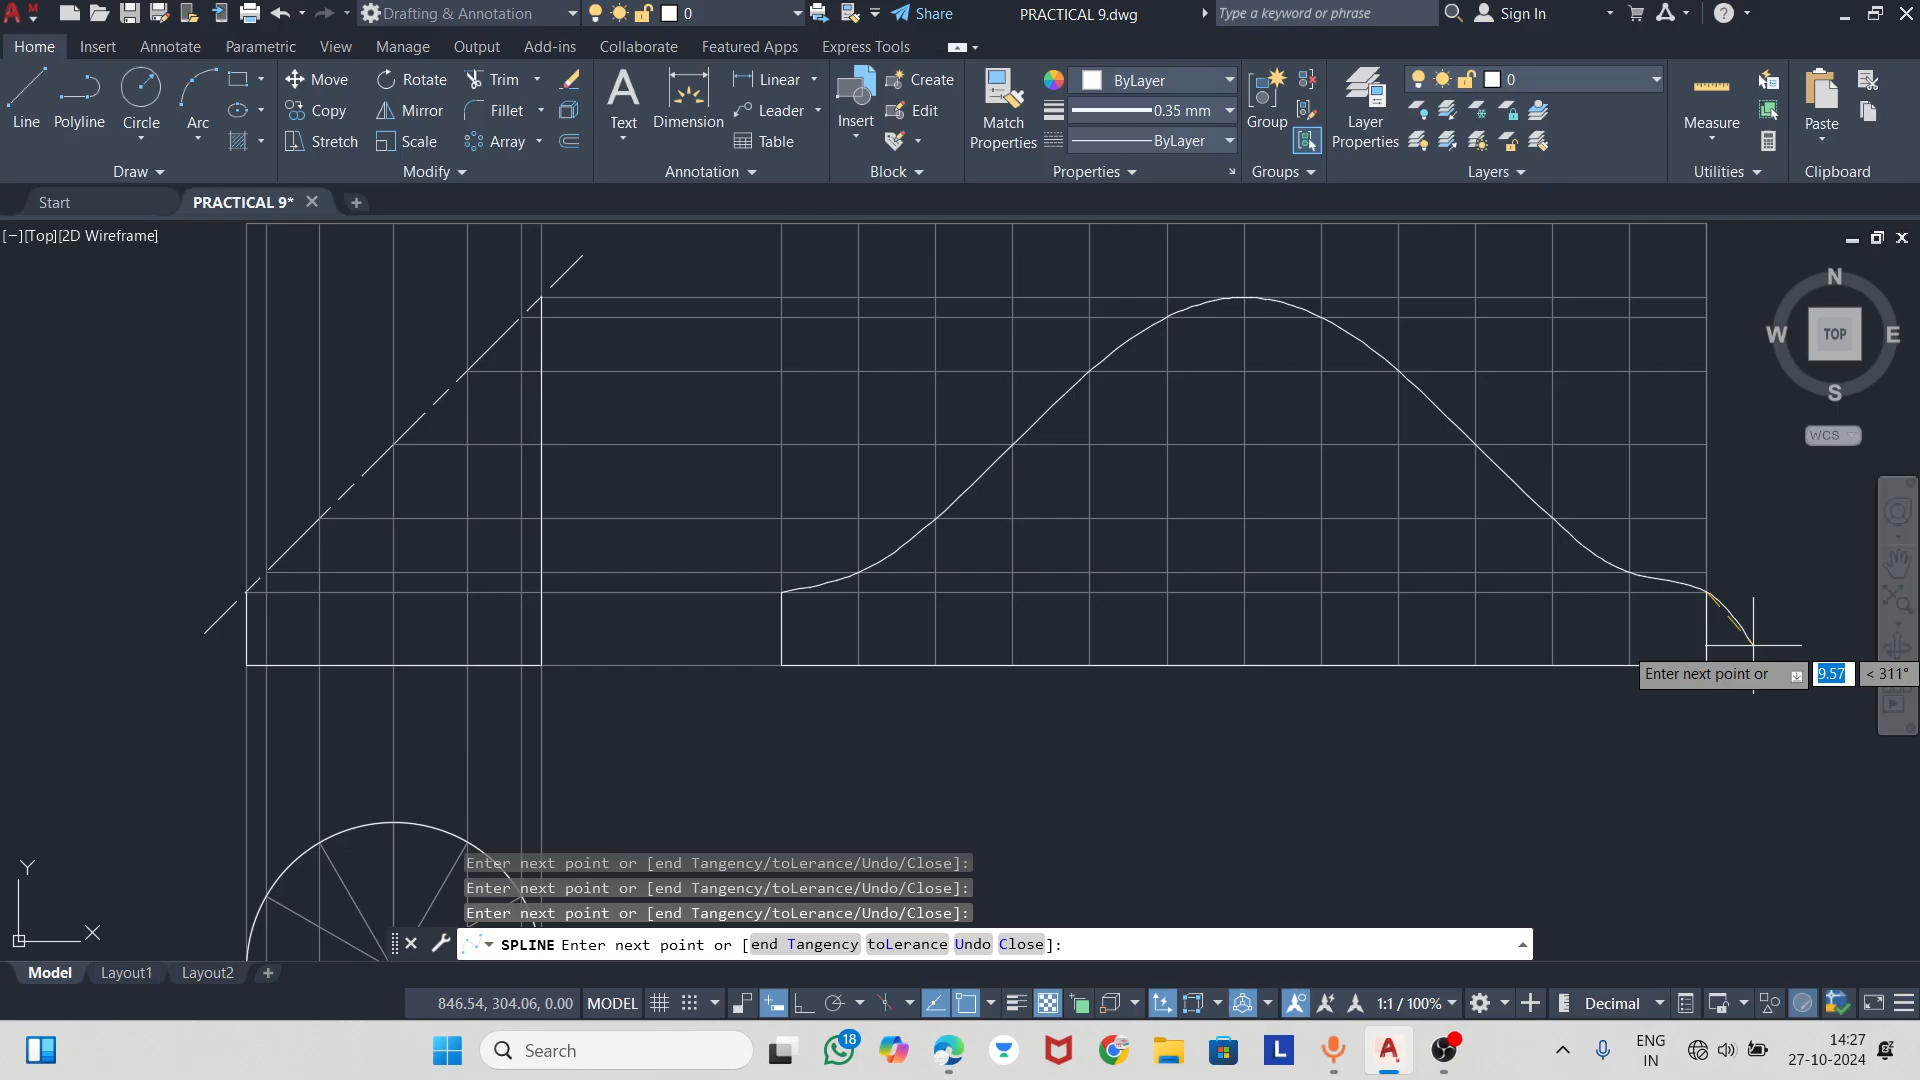 Drafting & Annotation
0
Share
PRACTICAL 9.dwg
Type a keyword or phrase
Sign In
Home
Insert
Annotate
Parametric
View
Manage
Output
Add-ins
Collaborate
Featured Apps
Express Tools
Line
Polyline
Circle
Arc
Draw
Move
Rotate
Trim
Copy
Mirror
Fillet
Stretch
Scale
Array
Modify
Text
Dimension
Linear
Leader
Table
Annotation
Insert
Create
Edit
Block
Match
Properties
ByLayer
0.35 mm
ByLayer
Properties
Group
Groups
Layer
Properties
0
Layers
Measure
Utilities
Paste
Clipboard
Start
PRACTICAL 9*
[−][Top][2D Wireframe]
N
W
TOP
E
S
WCS
Enter next point or
9.57
< 311°
Y
X
Enter next point or [end Tangency/toLerance/Undo/Close]:
Enter next point or [end Tangency/toLerance/Undo/Close]:
Enter next point or [end Tangency/toLerance/Undo/Close]:
SPLINE Enter next point or [end Tangency toLerance Undo Close]:
Model
Layout1
Layout2
846.54, 304.06, 0.00
MODEL
1:1 / 100%
Decimal
Search
18
L
ENG
IN
14:27
27-10-2024